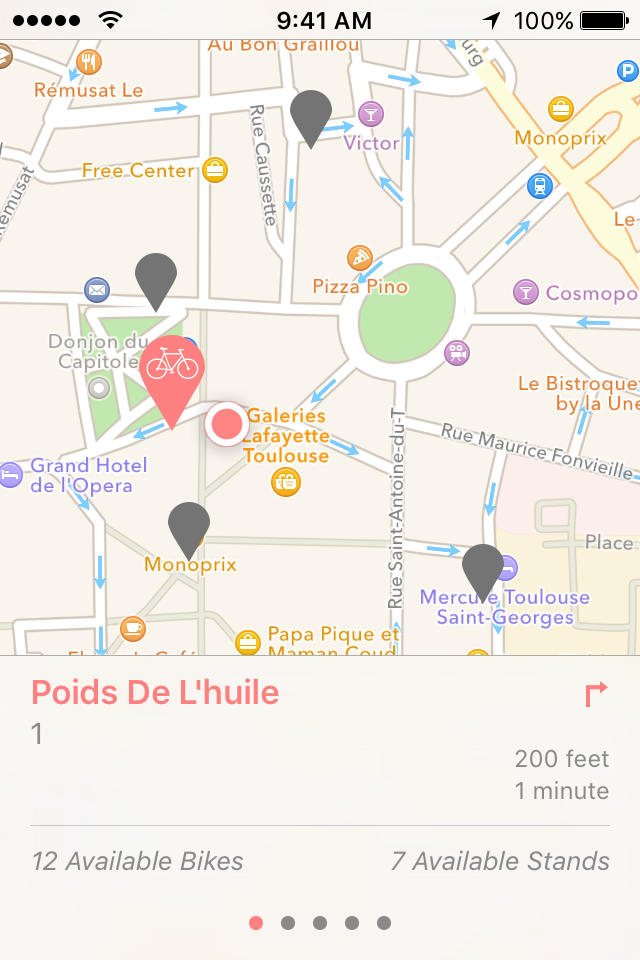 9:41 AM
100%
Au Bon Graillou
Rémusat Le
Free Center
Rue Caussette
Victor
Monoprix
Pizza Pino
Cosmopo
Donjon du
Capitole
Le Bistroquet
by la Une
Galeries
Lafayette
Toulouse
Grand Hotel
de l'Opera
Rue Maurice Fonvieille
Rue Saint-Antoine-du-T
Monoprix
Place
Mercure Toulouse
Saint-Georges
Papa Pique et
Maman Coud
Poids De L'huile
1
200 feet
1 minute
12 Available Bikes
7 Available Stands